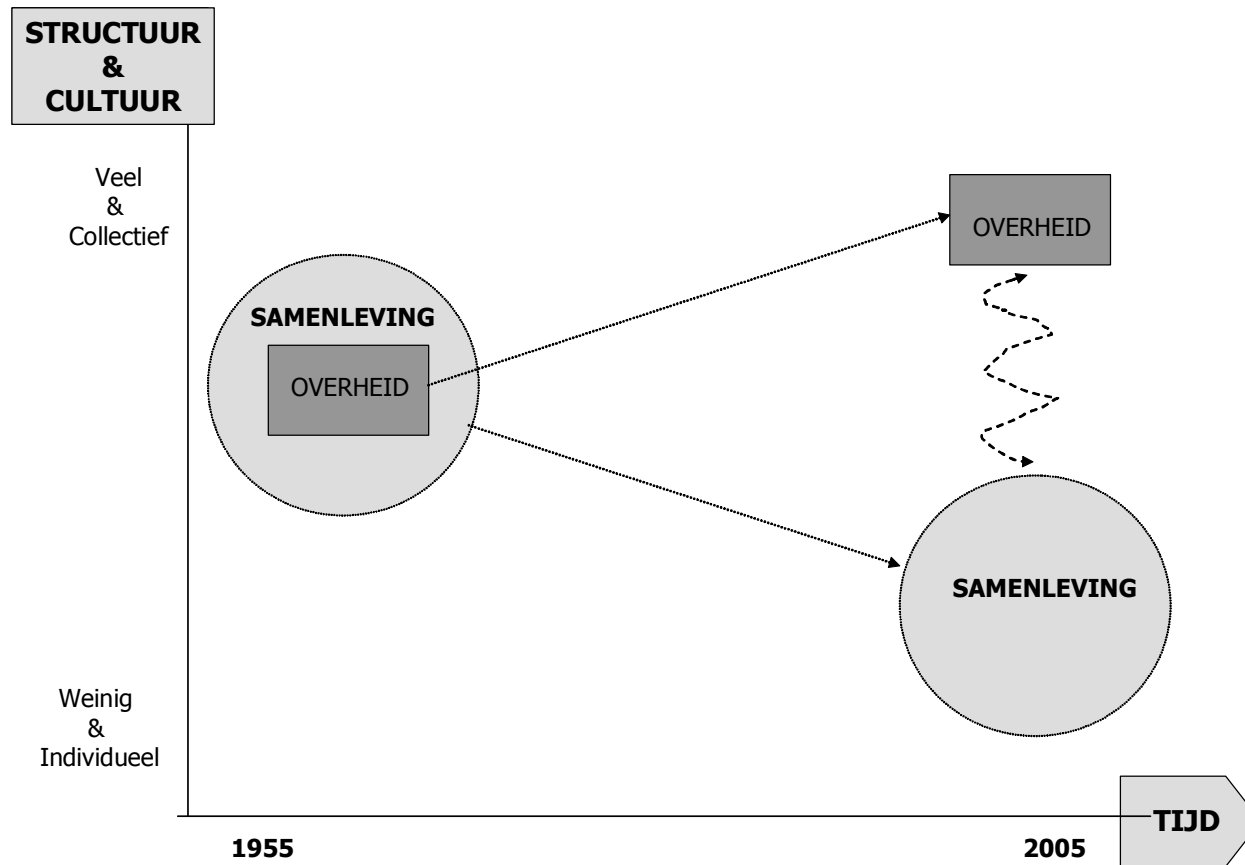 STRUCTUUR
&
CULTUUR
Veel
&
Collectief
OVERHEID
SAMENLEVING
OVERHEID
SAMENLEVING
Weinig
&
Individueel
TIJD
1955
2005